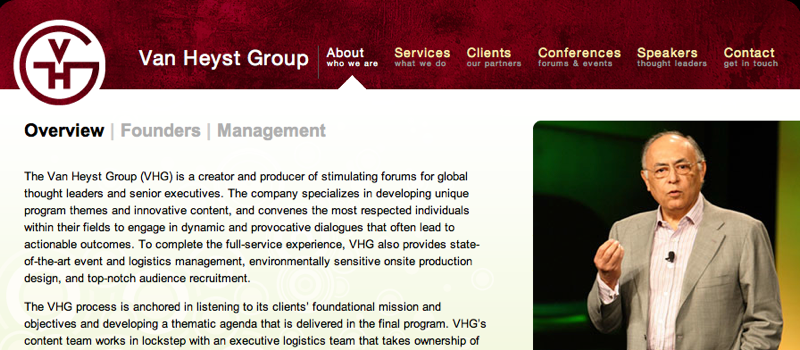 VHG
Van Heyst Group
About
who we are
Services
what we do
Clients
our partners
Conferences
forums & events
Speakers
thought leaders
Contact
get in touch
Overview | Founders | Management
The Van Heyst Group (VHG) is a creator and producer of stimulating forums for global
thought leaders and senior executives. The company specializes in developing unique
program themes and innovative content, and convenes the most respected individuals
within their fields to engage in dynamic and provocative dialogues that often lead to
actionable outcomes. To complete the full-service experience, VHG also provides state-
of-the-art event and logistics management, environmentally sensitive onsite production
design, and top-notch audience recruitment.
The VHG process is anchored in listening to its clients’ foundational mission and
objectives and developing a thematic agenda that is delivered in the final program. VHG’s
content team works in lockstep with an executive logistics team that takes ownership of